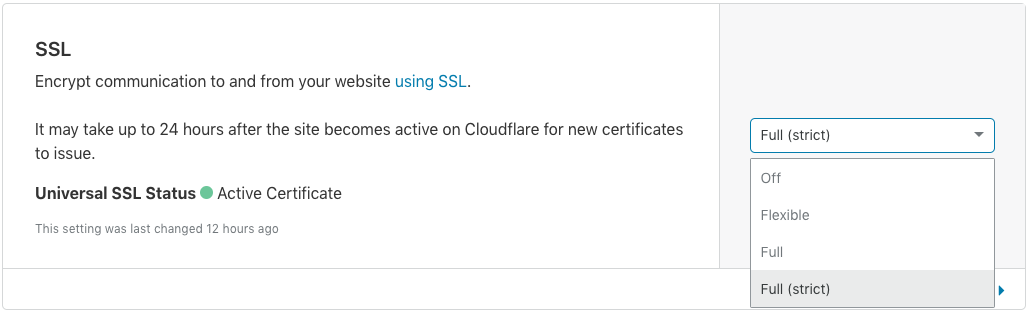 SSL
Encrypt communication to and from your website using SSL.
It may take up to 24 hours after the site becomes active on Cloudflare for new certificates
to issue.
Universal SSL Status Active Certificate
This setting was last changed 12 hours ago
Full (strict)
Off
Flexible
Full
Full (strict)